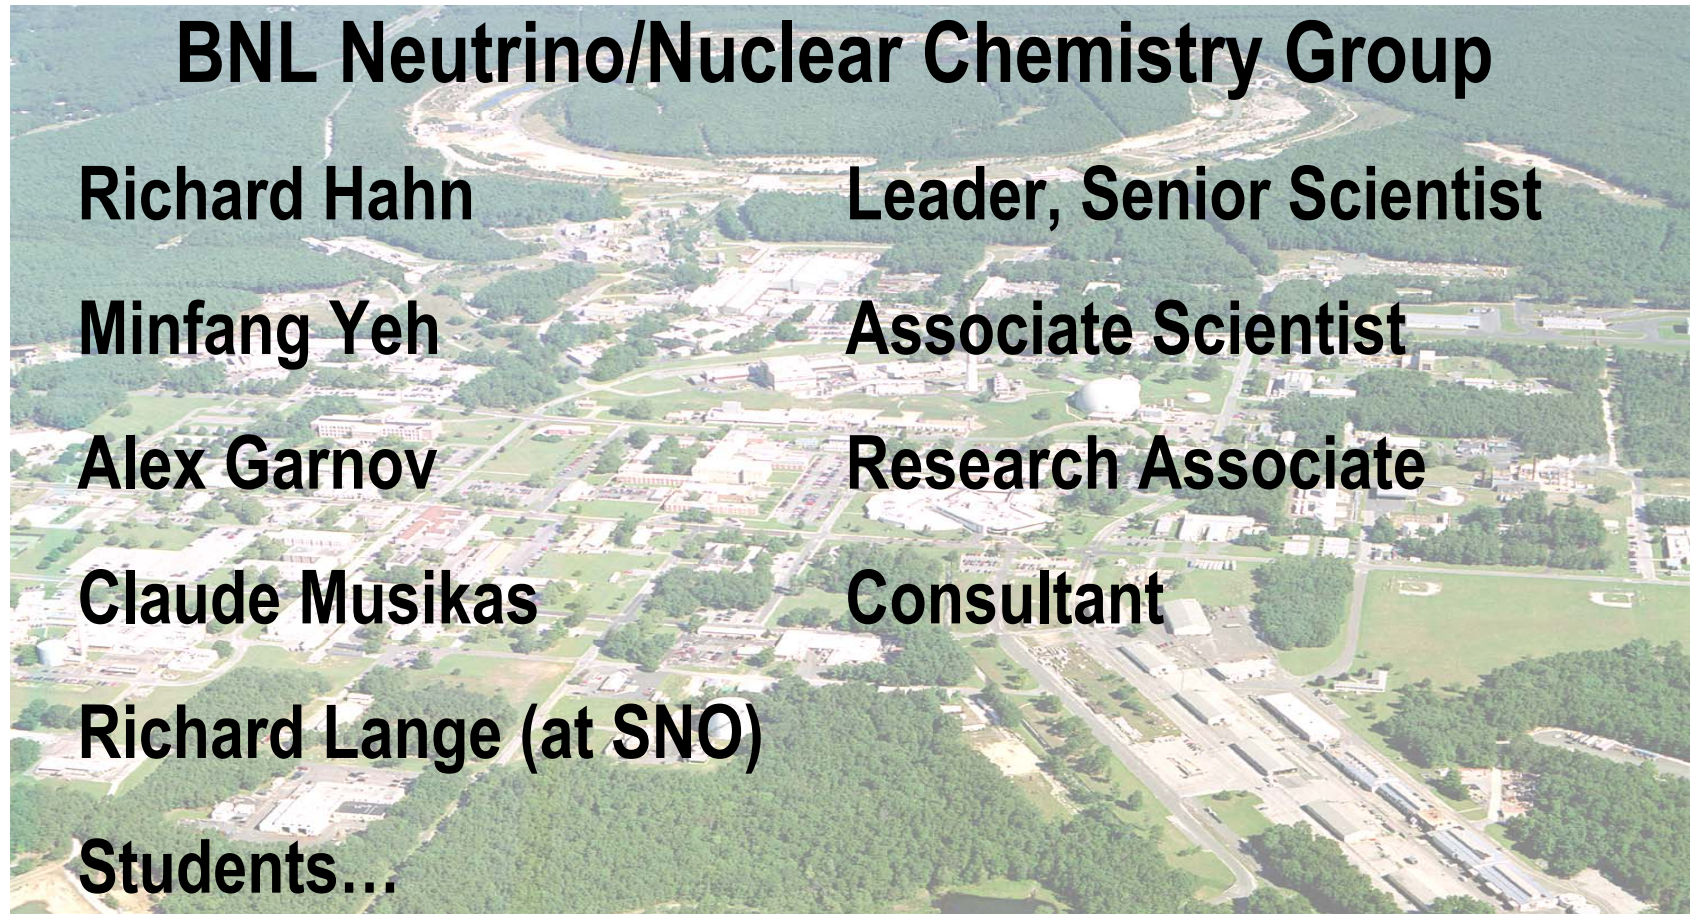 BNL Neutrino/Nuclear Chemistry Group
Richard Hahn Leader, Senior Scientist
Minfang Yeh Associate Scientist
Alex Garnov Research Associate
Claude Musikas Consultant
Richard Lange (at SNO)
Students…